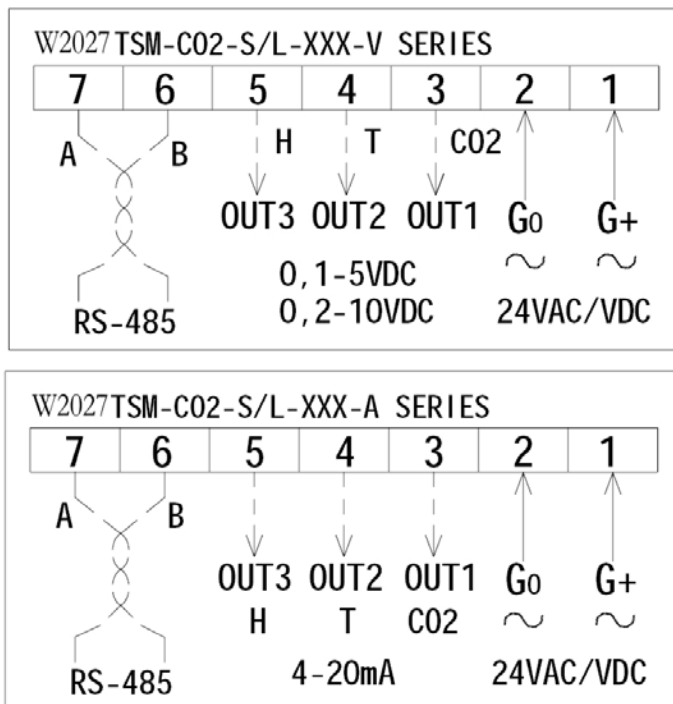 W2027 TSM-CO2-S/L-XXX-V SERIES
7 6 5 4 3 2 1
A B H T CO2
OUT3 OUT2 OUT1 G0 G+
0,1-5VDC
0,2-10VDC 24VAC/VDC
RS-485
W2027 TSM-CO2-S/L-XXX-A SERIES
7 6 5 4 3 2 1
A B
OUT3 OUT2 OUT1 G0 G+
H T CO2
4-20mA 24VAC/VDC
RS-485